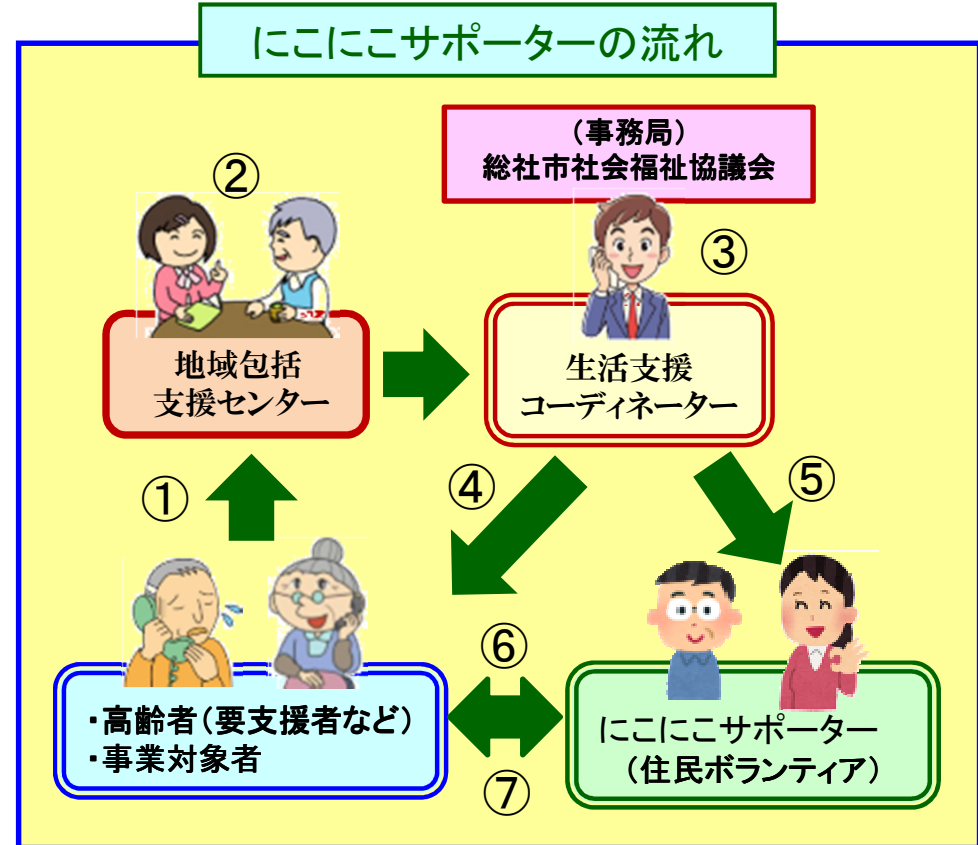 にこにこサポーターの流れ
（事務局）
総社市社会福祉協議会
②
③
地域包括
支援センター
生活支援
コーディネーター
①
④
⑤
⑥
・高齢者（要支援者など）
・事業対象者
にこにこサポーター
（住民ボランティア）
⑦